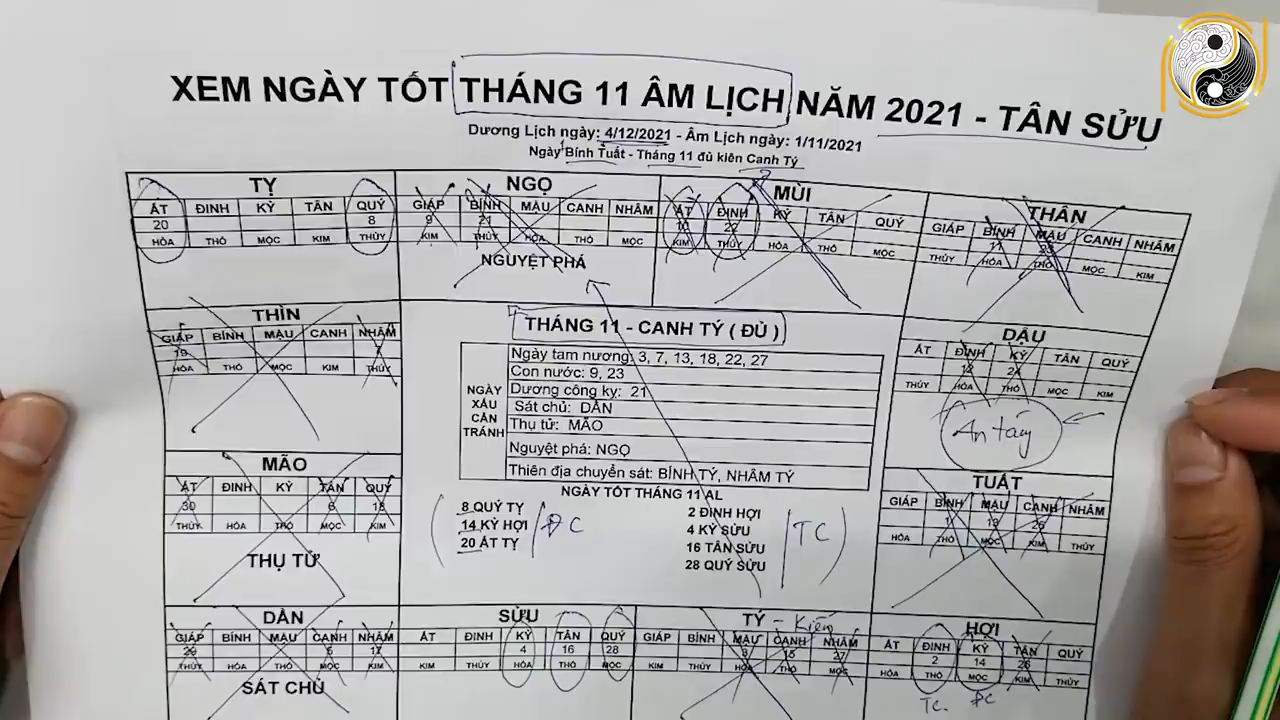 XEM NGÀY TỐT THÁNG 11 ÂM LỊCH NĂM 2021 - TÂN SỬU
Dương Lịch ngày: 4/12/2021 - Âm Lịch ngày: 1/11/2021
Ngày Bính Tuất - Tháng 11 đủ kiên Canh Tý
TỴ
ẤT ĐINH KỶ TÂN QUÝ
20 8
HỎA THỔ MỘC KIM THỦY
NGỌ
GIÁP BÍNH MẬU CANH NHÂM
9 21
KIM THỦY HỎA THỔ MỘC
NGUYỆT PHÁ
MÙI
ẤT ĐINH KỶ TÂN QUÝ
10 22
KIM THỦY HỎA THỔ MỘC
THÂN
GIÁP BÍNH MẬU CANH NHÂM
11 23
THỦY HỎA THỔ MỘC KIM
THÌN
GIÁP BÍNH MẬU CANH NHÂM
19
HỎA THỔ MỘC KIM THỦY
THÁNG 11 - CANH TÝ ( ĐỦ )
NGÀY XẤU CẦN TRÁNH
Ngày tam nương: 3, 7, 13, 18, 22, 27
Con nước: 9, 23
Dương công kỵ: 21
Sát chủ: DẦN
Thụ tử: MÃO
Nguyệt phá: NGỌ
Thiên địa chuyển sát: BÍNH TÝ, NHÂM TÝ
NGÀY TỐT THÁNG 11 AL
8 QUÝ TỴ
14 KỶ HỢI
20 ẤT TỴ
ĐC
2 ĐINH HỢI
4 KỶ SỬU
16 TÂN SỬU
28 QUÝ SỬU
TC
DẬU
ẤT ĐINH KỶ TÂN QUÝ
12 24
THỦY HỎA THỔ MỘC KIM
An táng
MÃO
ẤT ĐINH KỶ TÂN QUÝ
30 6 18
THỦY HỎA THỔ MỘC KIM
THỤ TỬ
TUẤT
GIÁP BÍNH MẬU CANH NHÂM
1 13 25
HỎA THỔ MỘC KIM THỦY
DẦN
GIÁP BÍNH MẬU CANH NHÂM
29 5 17
THỦY HỎA THỔ MỘC KIM
SÁT CHỦ
SỬU
ẤT ĐINH KỶ TÂN QUÝ
4 16 28
KIM THỦY HỎA THỔ MỘC
TÝ - Kiến
GIÁP BÍNH MẬU CANH NHÂM
3 15 27
KIM THỦY HỎA THỔ MỘC
HỢI
ẤT ĐINH KỶ TÂN QUÝ
2 14 26
HỎA THỔ MỘC KIM THỦY
TC. ĐC